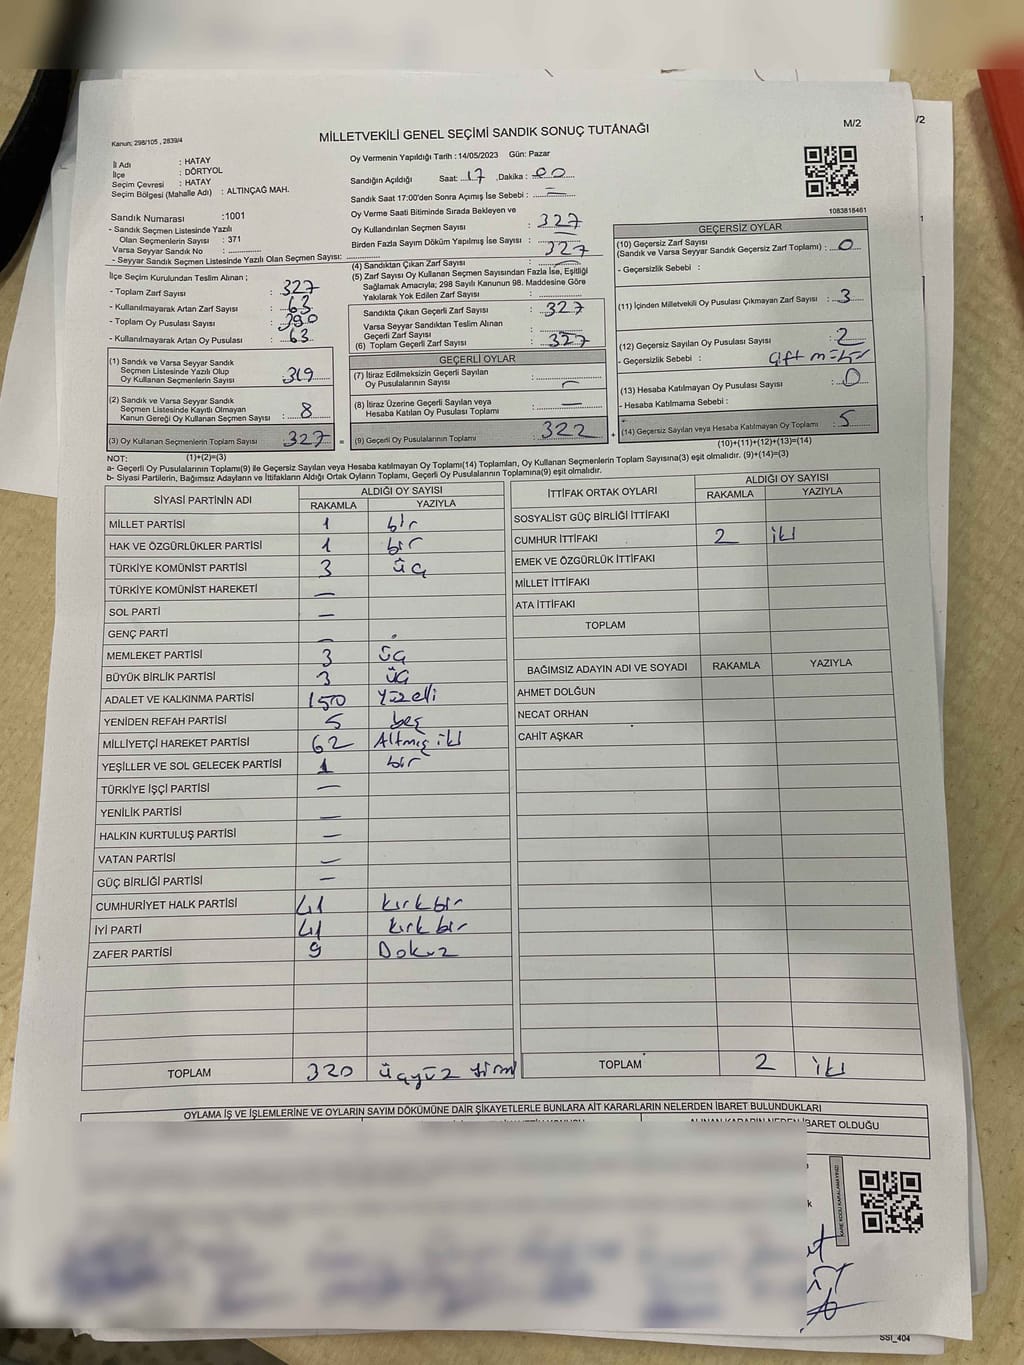 /2
MİLLETVEKİLİ GENEL SEÇİMİ SANDIK SONUÇ TUTANAĞI
M/2
Kanun; 298/105 , 2839/4
İl Adı : HATAY
İlçe : DÖRTYOL
Seçim Çevresi : HATAY
Seçim Bölgesi (Mahalle Adı) : ALTINÇAĞ MAH.
Oy Vermenin Yapıldığı Tarih : 14/05/2023 Gün: Pazar
Sandığın Açıldığı Saat: 17 ,Dakika: 00
Sandık Saat 17:00'den Sonra Açımış İse Sebebi : —
Oy Verme Saati Bitiminde Sırada Bekleyen ve
Oy Kullandırılan Seçmen Sayısı : 327
Birden Fazla Sayım Döküm Yapılmış İse Sayısı : —
1083818461
Sandık Numarası :1001
- Sandık Seçmen Listesinde Yazılı
Olan Seçmenlerin Sayısı : 371
Varsa Seyyar Sandık No :
- Seyyar Sandık Seçmen Listesinde Yazılı Olan Seçmen Sayısı:
İlçe Seçim Kurulundan Teslim Alınan ;
- Toplam Zarf Sayısı : 327
- Kullanılmayarak Artan Zarf Sayısı : 63
- Toplam Oy Pusulası Sayısı : 390
- Kullanılmayarak Artan Oy Pusulası : 63
(1) Sandık ve Varsa Seyyar Sandık
Seçmen Listesinde Yazılı Olup
Oy Kullanan Seçmenlerin Sayısı : 319
(2) Sandık ve Varsa Seyyar Sandık
Seçmen Listesinde Kayıtlı Olmayan
Kanun Gereği Oy Kullanan Seçmen Sayısı : 8
(3) Oy Kullanan Seçmenlerin Toplam Sayısı : 327 =
(4) Sandıktan Çıkan Zarf Sayısı : 327
(5) Zarf Sayısı Oy Kullanan Seçmen Sayısından Fazla İse, Eşitliği
Sağlamak Amacıyla; 298 Sayılı Kanunun 98. Maddesine Göre
Yakılarak Yok Edilen Zarf Sayısı : —
Sandıkta Çıkan Geçerli Zarf Sayısı : 327
Varsa Seyyar Sandıktan Teslim Alınan
Geçerli Zarf Sayısı :
(6) Toplam Geçerli Zarf Sayısı : 327
GEÇERLİ OYLAR
(7) İtiraz Edilmeksizin Geçerli Sayılan
Oy Pusulalarının Sayısı : —
(8) İtiraz Üzerine Geçerli Sayılan veya
Hesaba Katılan Oy Pusulası Toplamı : —
(9) Geçerli Oy Pusulalarının Toplamı : 322 +
GEÇERSİZ OYLAR
(10) Geçersiz Zarf Sayısı
(Sandık ve Varsa Seyyar Sandık Geçersiz Zarf Toplamı) : 0
- Geçersizlik Sebebi :
(11) İçinden Milletvekili Oy Pusulası Çıkmayan Zarf Sayısı : 3
(12) Geçersiz Sayılan Oy Pusulası Sayısı : 2
- Geçersizlik Sebebi : Çift mühür
(13) Hesaba Katılmayan Oy Pusulası Sayısı : 0
- Hesaba Katılmama Sebebi :
(14) Geçersiz Sayılan veya Hesaba Katılmayan Oy Toplamı : 5
NOT: (1)+(2)=(3)
(10)+(11)+(12)+(13)=(14)
a- Geçerli Oy Pusulalarının Toplamı(9) ile Geçersiz Sayılan veya Hesaba katılmayan Oy Toplamı(14) Toplamları, Oy Kullanan Seçmenlerin Toplam Sayısına(3) eşit olmalıdır. (9)+(14)=(3)
b- Siyasi Partilerin, Bağımsız Adayların ve İttifakların Aldığı Ortak Oyların Toplamı, Geçerli Oy Pusulalarının Toplamına(9) eşit olmalıdır.
SİYASİ PARTİNİN ADI ALDIĞI OY SAYISI
RAKAMLA YAZIYLA
MİLLET PARTİSİ 1 bir
HAK VE ÖZGÜRLÜKLER PARTİSİ 1 bir
TÜRKİYE KOMÜNİST PARTİSİ 3 üç
TÜRKİYE KOMÜNİST HAREKETİ —
SOL PARTİ —
GENÇ PARTİ —
MEMLEKET PARTİSİ 3 üç
BÜYÜK BİRLİK PARTİSİ 3 üç
ADALET VE KALKINMA PARTİSİ 150 Yüzelli
YENİDEN REFAH PARTİSİ 5 beş
MİLLİYETÇİ HAREKET PARTİSİ 62 Altmış iki
YEŞİLLER VE SOL GELECEK PARTİSİ 1 bir
TÜRKİYE İŞÇİ PARTİSİ —
YENİLİK PARTİSİ —
HALKIN KURTULUŞ PARTİSİ —
VATAN PARTİSİ —
GÜÇ BİRLİĞİ PARTİSİ —
CUMHURİYET HALK PARTİSİ 41 kırkbir
İYİ PARTİ 41 kırkbir
ZAFER PARTİSİ 9 Dokuz
TOPLAM 320 üçyüz yirmi
İTTİFAK ORTAK OYLARI ALDIĞI OY SAYISI
RAKAMLA YAZIYLA
SOSYALİST GÜÇ BİRLİĞİ İTTİFAKI
CUMHUR İTTİFAKI 2 iki
EMEK VE ÖZGÜRLÜK İTTİFAKI
MİLLET İTTİFAKI
ATA İTTİFAKI
TOPLAM
BAĞIMSIZ ADAYIN ADI VE SOYADI RAKAMLA YAZIYLA
AHMET DOLĞUN
NECAT ORHAN
CAHİT AŞKAR
TOPLAM 2 iki
OYLAMA İŞ VE İŞLEMLERİNE VE OYLARIN SAYIM DÖKÜMÜNE DAİR ŞİKAYETLERLE BUNLARA AİT KARARLARIN NELERDEN İBARET BULUNDUKLARI
ALINAN KARARIN NEDEN İBARET OLDUĞU
KARE KODU KARALAMAYINIZ!
SSI_404